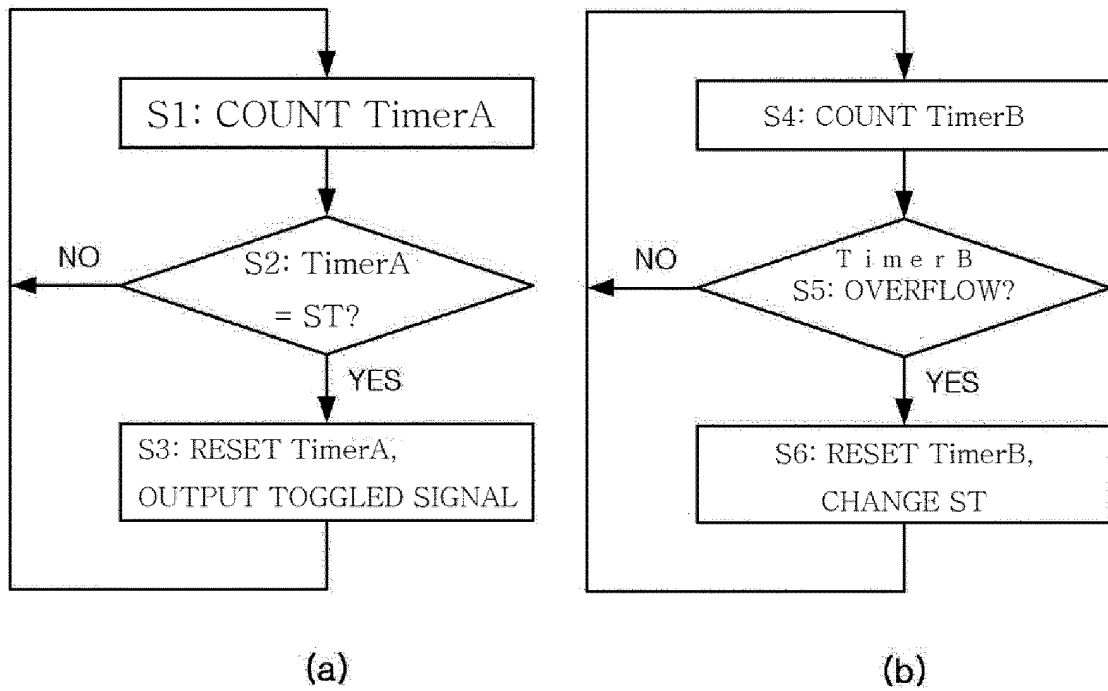 S1: COUNT TimerA
S2: TimerA
= ST?
NO
YES
S3: RESET TimerA,
OUTPUT TOGGLED SIGNAL
(a)
S4: COUNT TimerB
TimerB
S5: OVERFLOW?
NO
YES
S6: RESET TimerB,
CHANGE ST
(b)